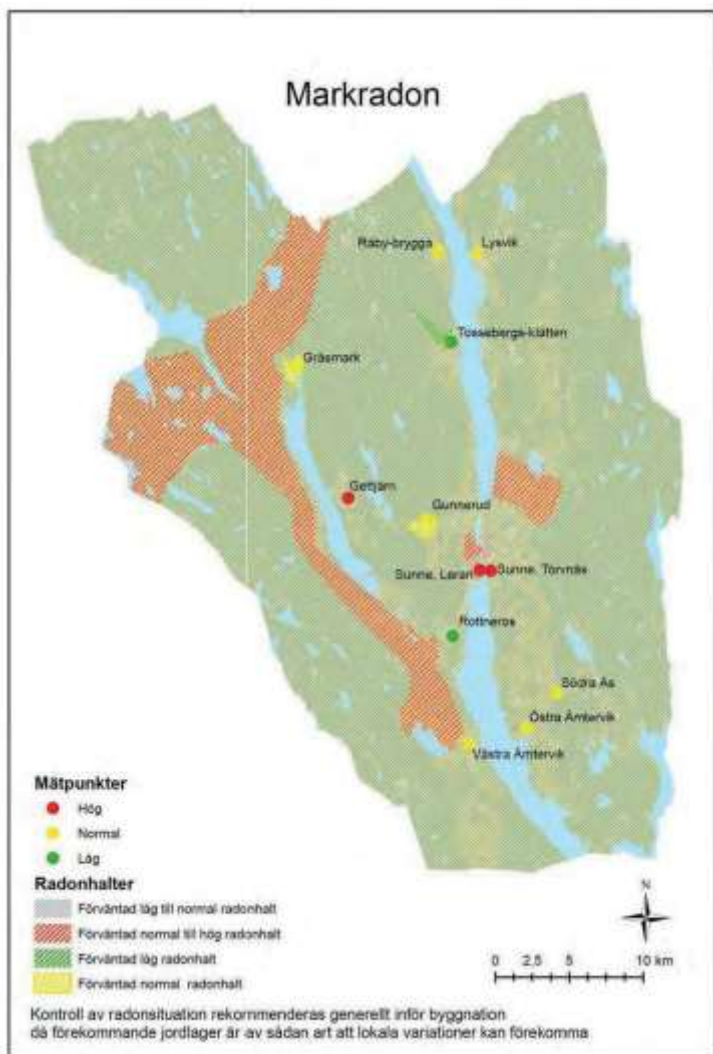 Markradon
Råby-brygga
Lysvik
Tossebergs-klätten
Gräsmark
Gettjärn
Gunnerud
Sunne, Leran
Sunne, Torvnäs
Rottneros
Södra Ås
Östra Ämtervik
Västra Ämtervik
Mätpunkter
Hög
Normal
Låg
Radonhalter
Förväntad låg till normal radonhalt
Förväntad normal till hög radonhalt
Förväntad låg radonhalt
Förväntad normal radonhalt
N
0 2,5 5 10 km
Kontroll av radonsituation rekommenderas generellt inför byggnation
då förekommande jordlager är av sådan art att lokala variationer kan förekomma